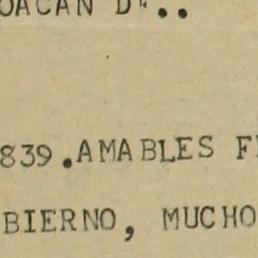 OACAN D"..
839.AMABLES F
BIERNO, MUCHO